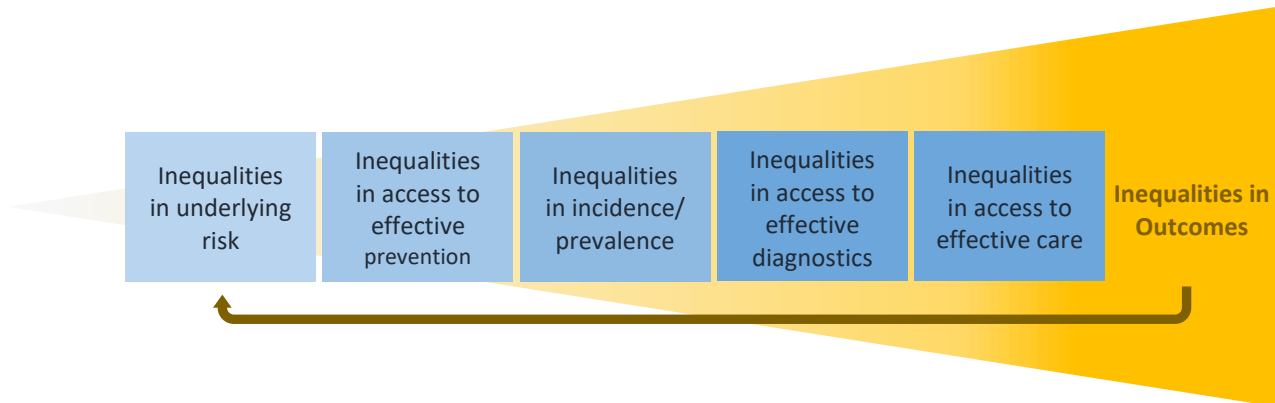 Inequalities
in underlying
risk
Inequalities
in access to
effective
prevention
Inequalities
in incidence/
prevalence
Inequalities
in access to
effective
diagnostics
Inequalities
in access to
effective care
Inequalities in
Outcomes